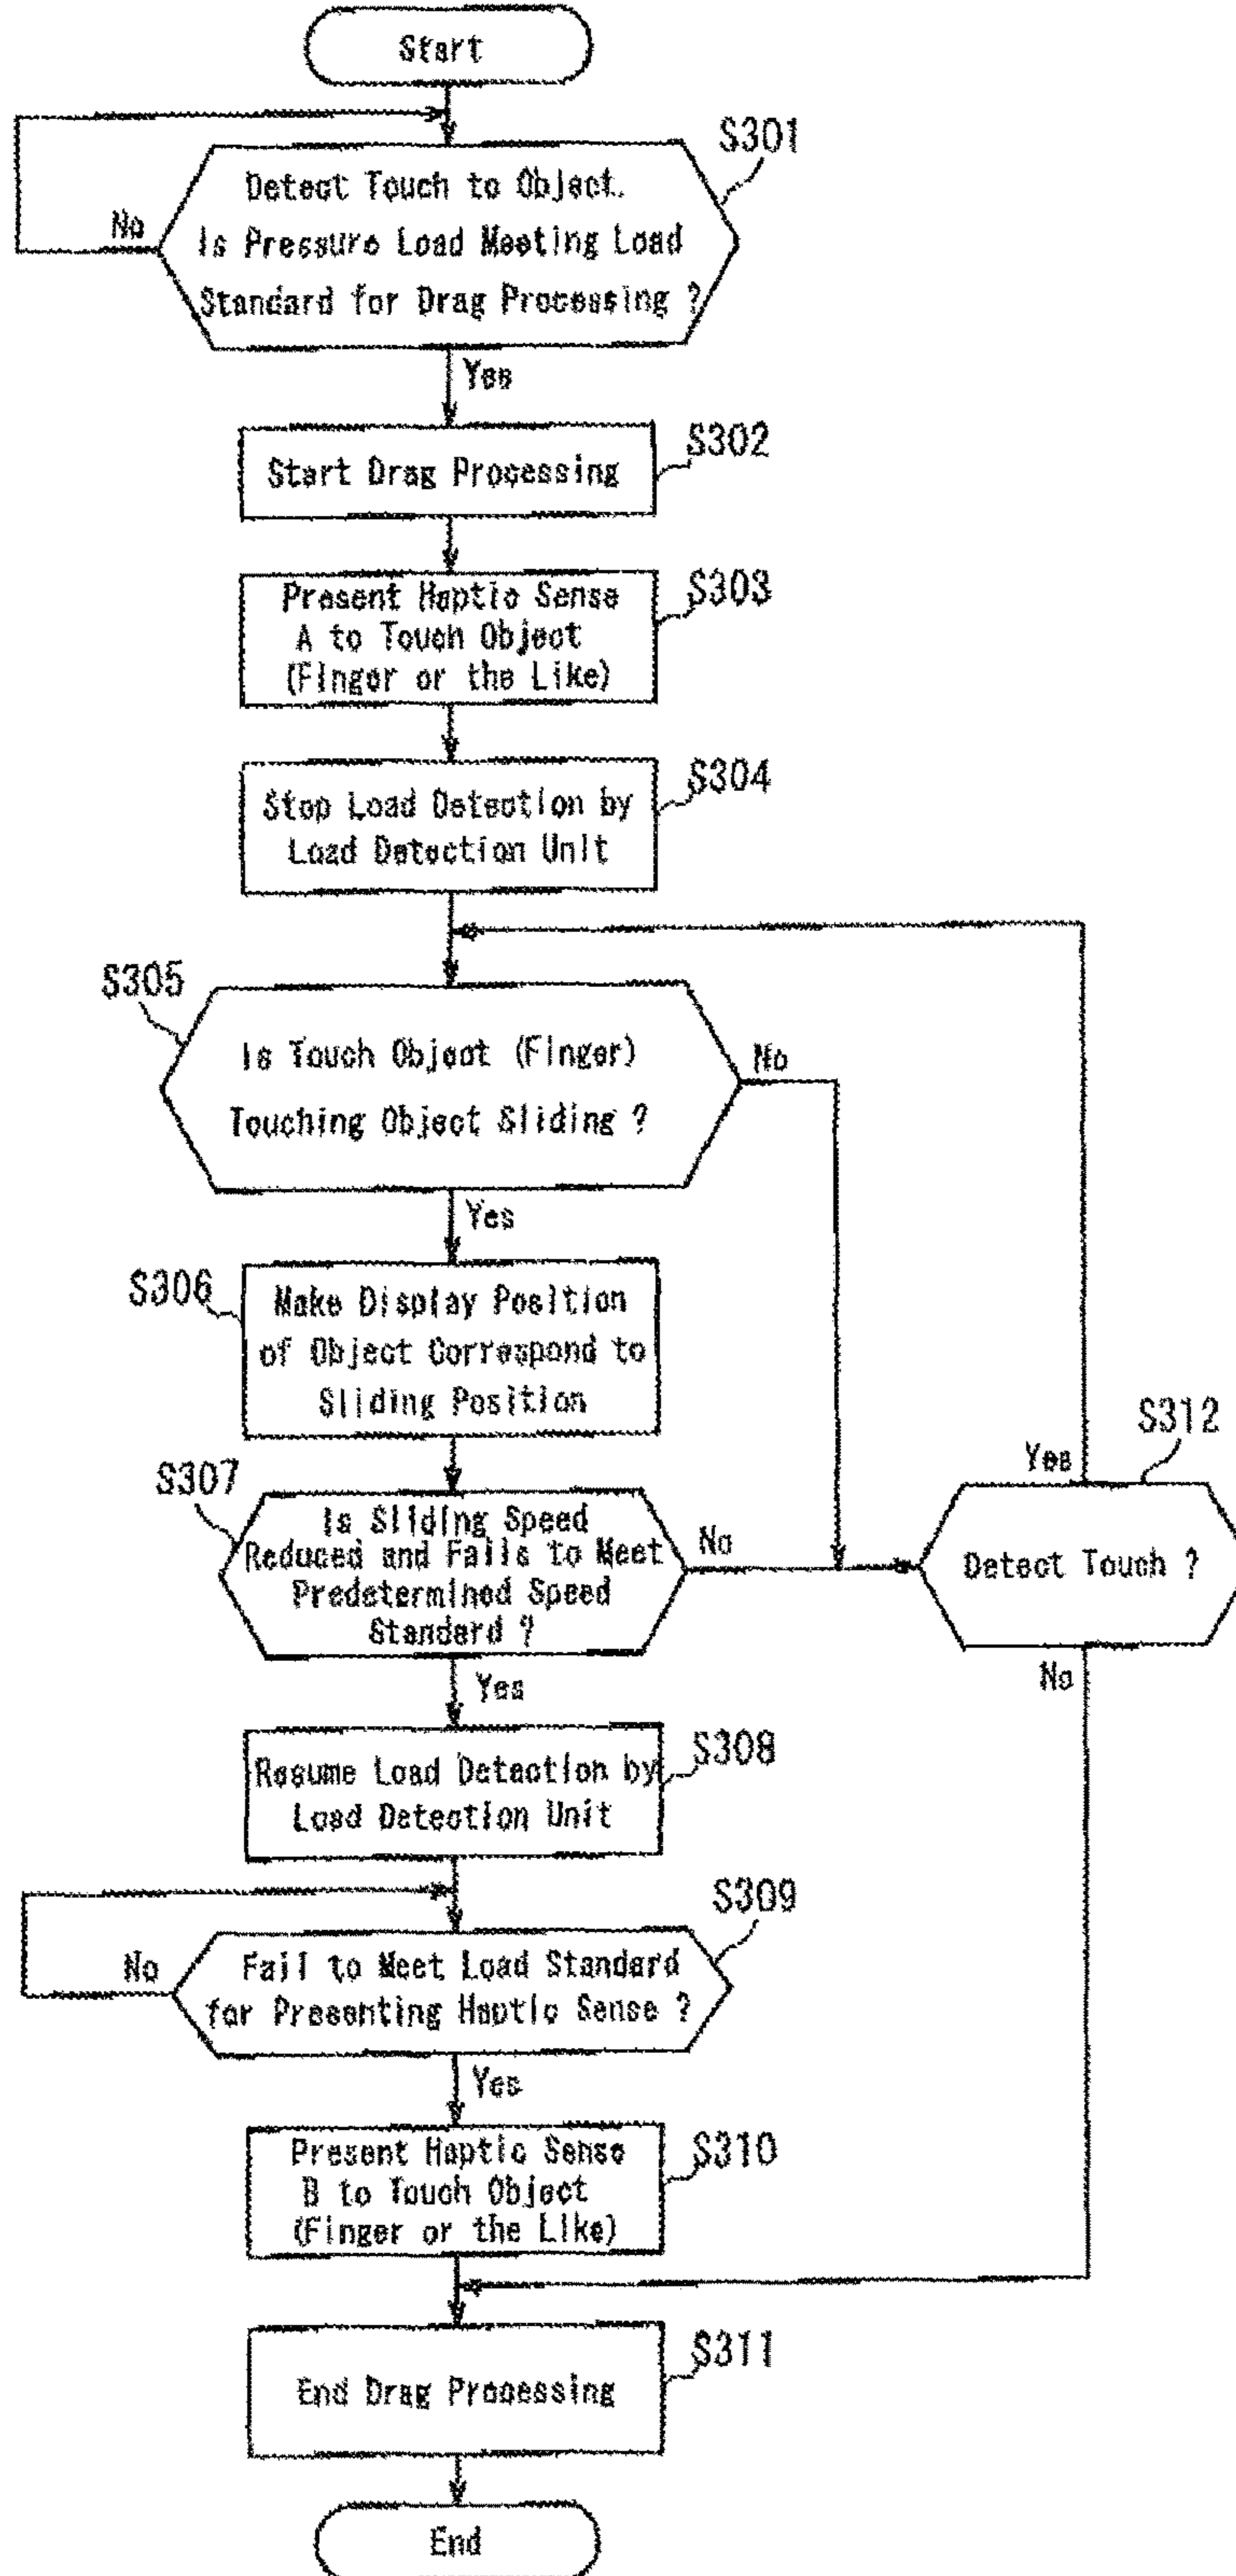 Start
S301
Detect Touch to Object.
Is Pressure Load Meeting Load
Standard for Drag Processing ?
No
Yes
S302
Start Drag Processing
S303
Present Haptic Sense
A to Touch Object
(Finger or the Like)
S304
Stop Load Detection by
Load Detection Unit
S305
Is Touch Object (Finger)
Touching Object Sliding ?
No
Yes
S306
Make Display Position
of Object Correspond to
Sliding Position
S307
Is Sliding Speed
Reduced and Fails to Meet
Predetermined Speed
Standard ?
No
Yes
S312
Yes
Detect Touch ?
No
S308
Resume Load Detection by
Load Detection Unit
S309
Fail to Meet Load Standard
for Presenting Haptic Sense ?
No
Yes
S310
Present Haptic Sense
B to Touch Object
(Finger or the Like)
S311
End Drag Processing
End